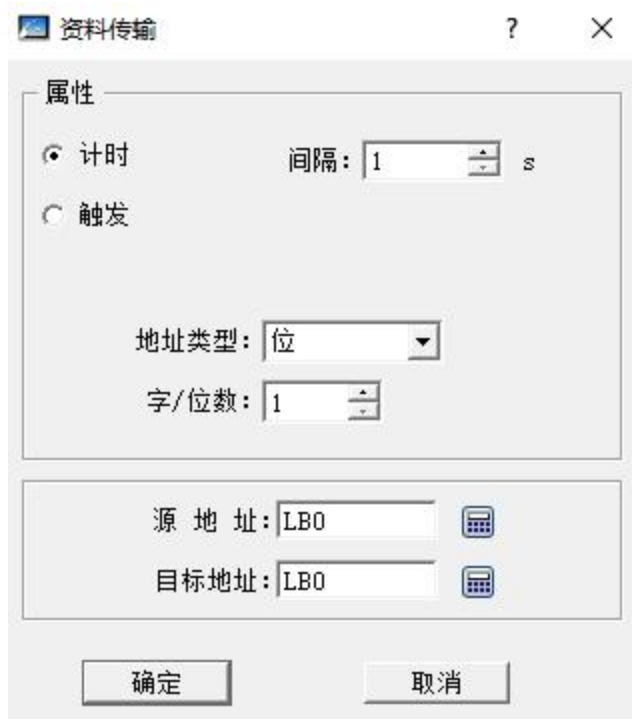 资料传输 ?
属性
计时 间隔: 1 s
触发
地址类型: 位
字/位数: 1
源 地 址: LB0
目标地址: LB0
确定 取消